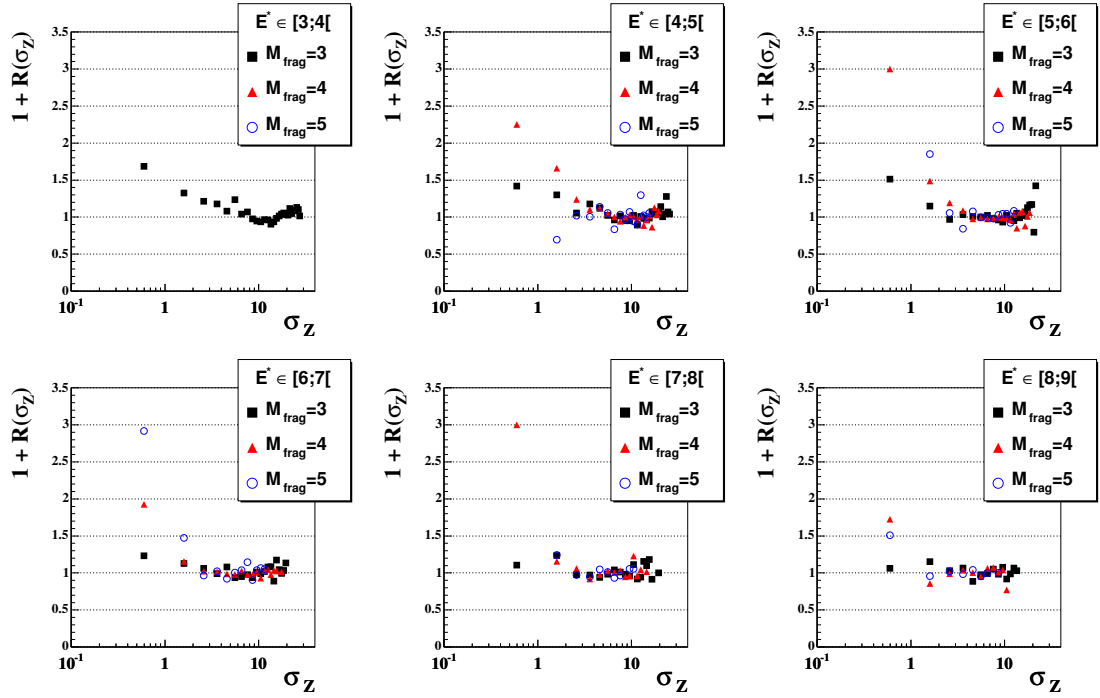 1 + R(σ_Z)
3.5
3
2.5
2
1.5
1
0.5
0
10^-1
1
10
σ_Z
E^* ∈ [3;4[
M_frag=3
M_frag=4
M_frag=5
1 + R(σ_Z)
3.5
3
2.5
2
1.5
1
0.5
0
10^-1
1
10
σ_Z
E^* ∈ [4;5[
M_frag=3
M_frag=4
M_frag=5
1 + R(σ_Z)
3.5
3
2.5
2
1.5
1
0.5
0
10^-1
1
10
σ_Z
E^* ∈ [5;6[
M_frag=3
M_frag=4
M_frag=5
1 + R(σ_Z)
3.5
3
2.5
2
1.5
1
0.5
0
10^-1
1
10
σ_Z
E^* ∈ [6;7[
M_frag=3
M_frag=4
M_frag=5
1 + R(σ_Z)
3.5
3
2.5
2
1.5
1
0.5
0
10^-1
1
10
σ_Z
E^* ∈ [7;8[
M_frag=3
M_frag=4
M_frag=5
1 + R(σ_Z)
3.5
3
2.5
2
1.5
1
0.5
0
10^-1
1
10
σ_Z
E^* ∈ [8;9[
M_frag=3
M_frag=4
M_frag=5